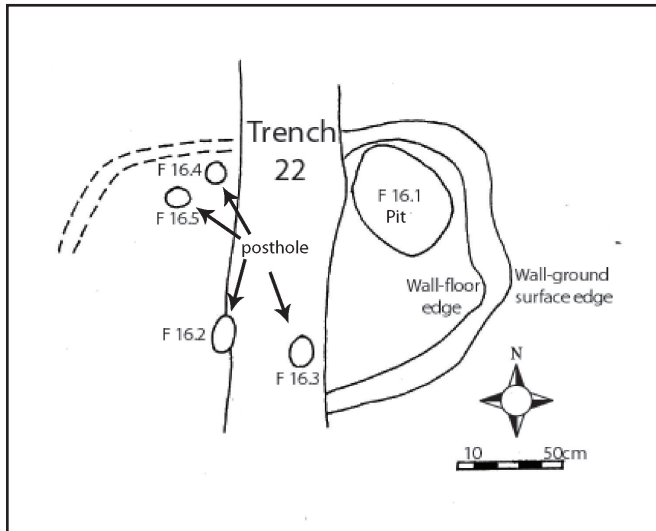 Trench
22
F 16.4
F 16.1
Pit
F 16.5
posthole
Wall-floor
edge
Wall-ground
surface edge
F 16.2
F 16.3
N
10 50cm